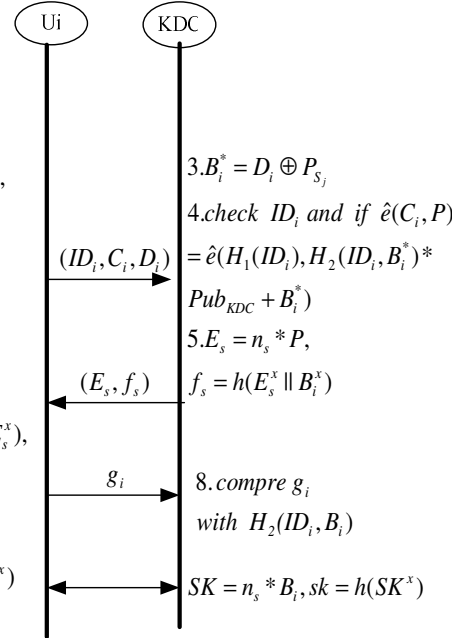 Ui KDC
3.B_i^* = D_i ⊕ P_{S_j}
,
4.check ID_i and if ê(C_i, P)
(ID_i, C_i, D_i) = ê(H_1(ID_i), H_2(ID_i, B_i^*)*
Pub_{KDC} + B_i^*)
5.E_s = n_s * P,
(E_s, f_s) f_s = h(E_s^x || B_i^x)
_s^x),
g_i 8.compre g_i
with H_2(ID_i, B_i)
^x) SK = n_s * B_i, sk = h(SK^x)